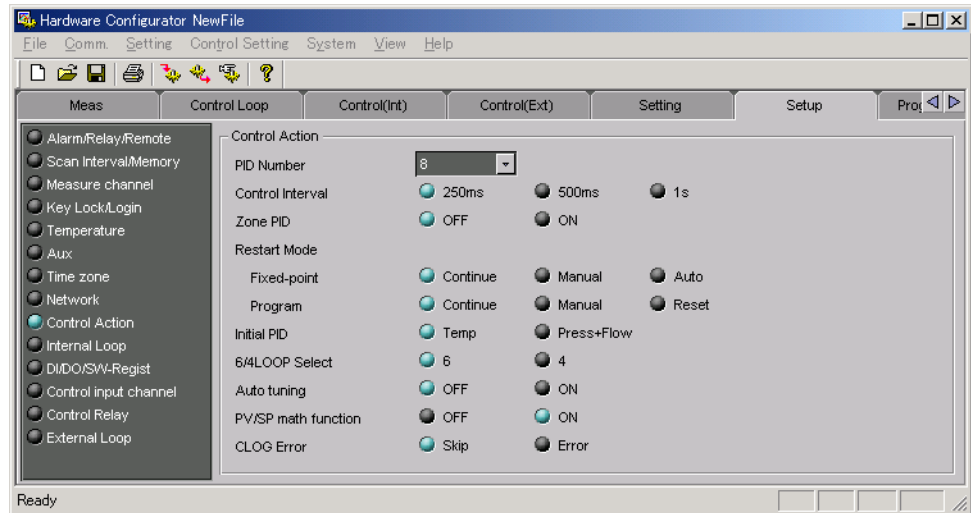 Hardware Configurator NewFile
File Comm. Setting Control Setting System View Help
Meas Control Loop Control(Int) Control(Ext) Setting Setup Prog
Alarm/Relay/Remote
Scan Interval/Memory
Measure channel
Key Lock/Login
Temperature
Aux
Time zone
Network
Control Action
Internal Loop
DI/DO/SW-Regist
Control input channel
Control Relay
External Loop
Control Action
PID Number 8
Control Interval 250ms 500ms 1s
Zone PID OFF ON
Restart Mode
Fixed-point Continue Manual Auto
Program Continue Manual Reset
Initial PID Temp Press+Flow
6/4LOOP Select 6 4
Auto tuning OFF ON
PV/SP math function OFF ON
CLOG Error Skip Error
Ready